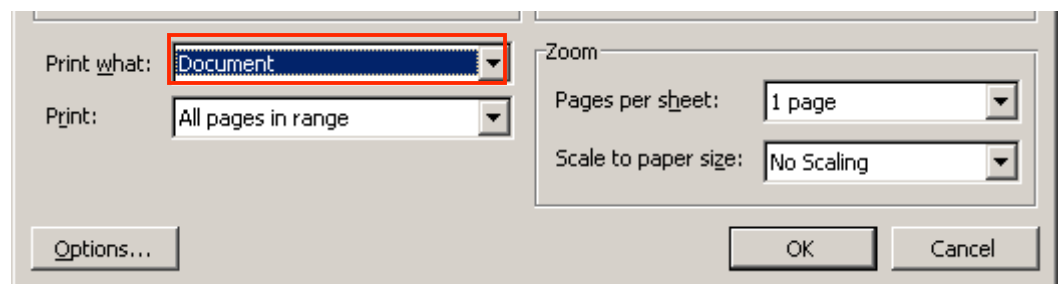 Print what: Document
Print: All pages in range
Zoom
Pages per sheet: 1 page
Scale to paper size: No Scaling
Options... OK Cancel